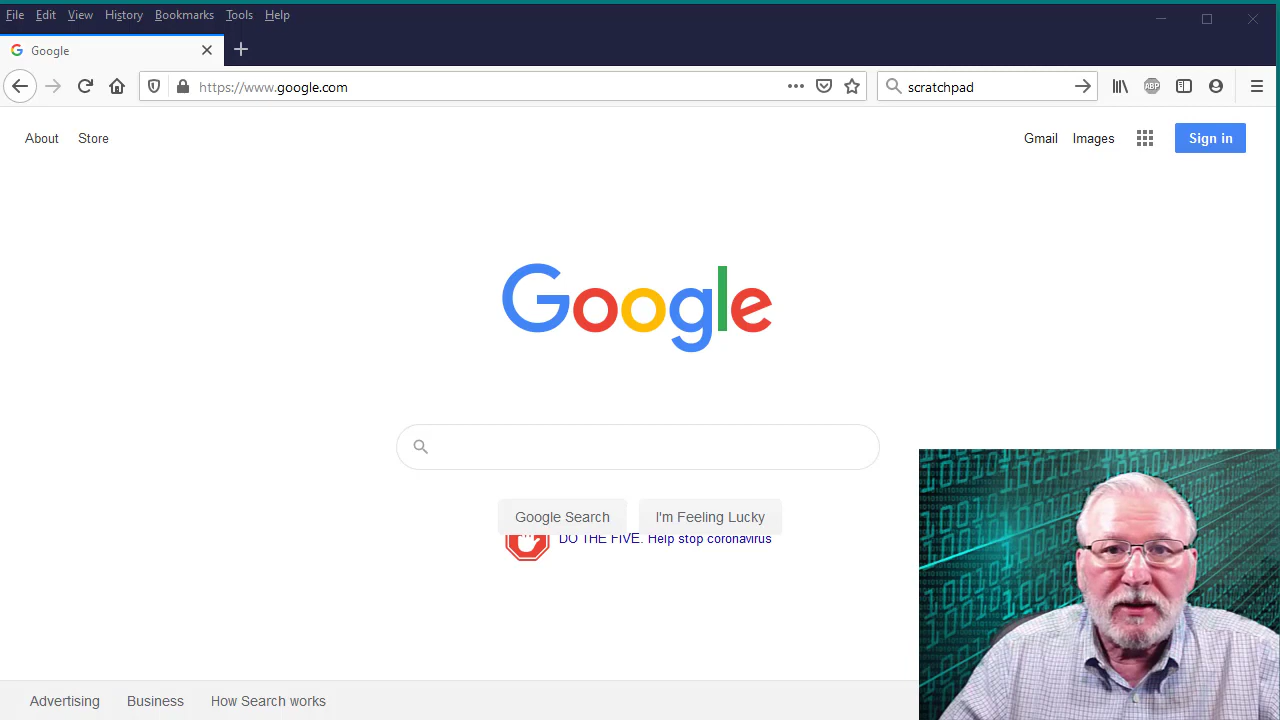 File Edit View History Bookmarks Tools Help
Google
https://www.google.com
scratchpad
ABP
About Store
Gmail Images Sign in
Google
Google Search I'm Feeling Lucky
DO THE FIVE. Help stop coronavirus
Advertising Business How Search works